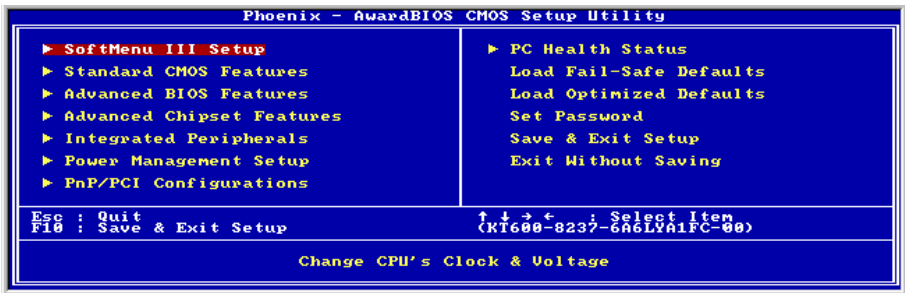 Phoenix - AwardBIOS CMOS Setup Utility
▶ SoftMenu III Setup
▶ Standard CMOS Features
▶ Advanced BIOS Features
▶ Advanced Chipset Features
▶ Integrated Peripherals
▶ Power Management Setup
▶ PnP/PCI Configurations
▶ PC Health Status
Load Fail-Safe Defaults
Load Optimized Defaults
Set Password
Save & Exit Setup
Exit Without Saving
Esc : Quit
F10 : Save & Exit Setup
↑ ↓ → ← : Select Item
(KT600-8237-6A6LYA1FC-00)
Change CPU's Clock & Voltage